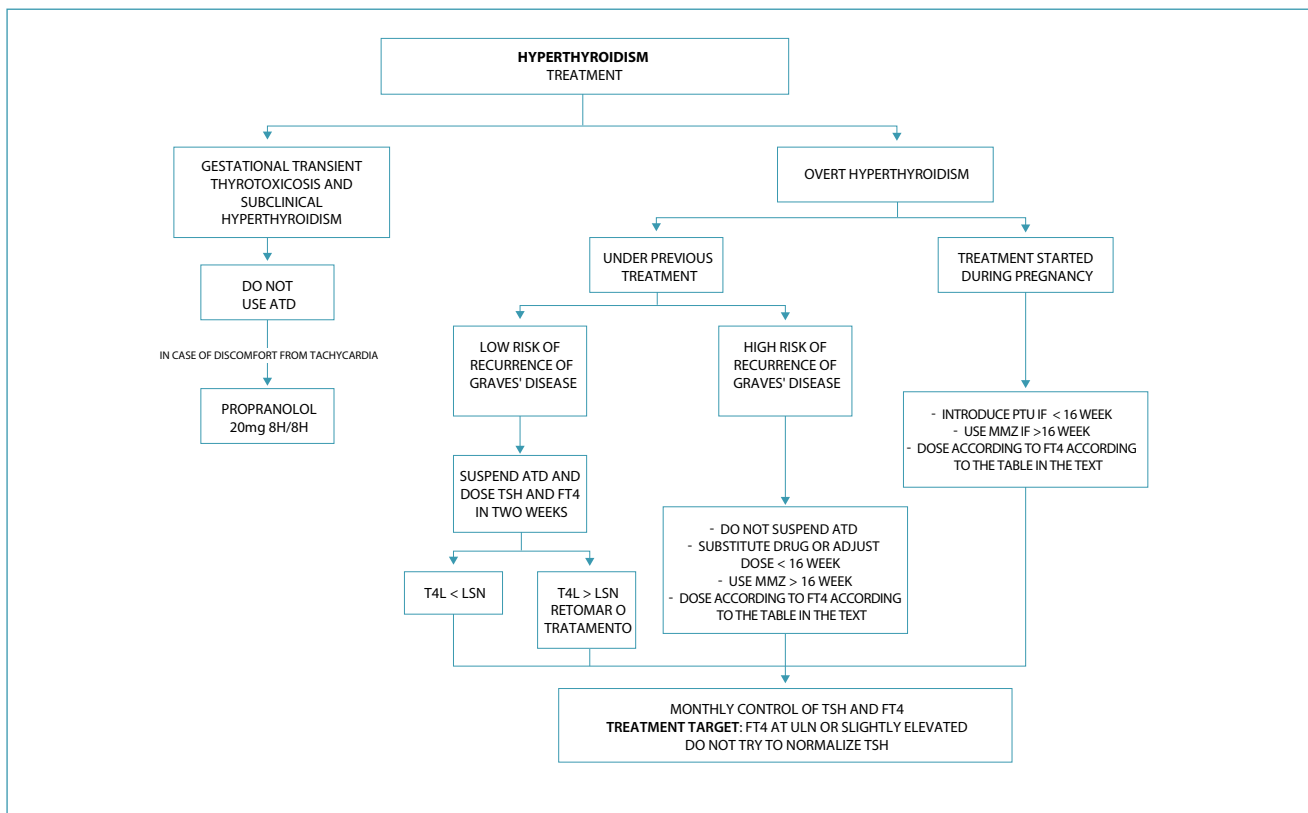 HYPERTHYROIDISM
TREATMENT
GESTATIONAL TRANSIENT
THYROTOXICOSIS AND
SUBCLINICAL
HYPERTHYROIDISM
OVERT HYPERTHYROIDISM
DO NOT
USE ATD
UNDER PREVIOUS
TREATMENT
TREATMENT STARTED
DURING PREGNANCY
IN CASE OF DISCOMFORT FROM TACHYCARDIA
PROPRANOLOL
20mg 8H/8H
LOW RISK OF
RECURRENCE OF
GRAVES' DISEASE
HIGH RISK OF
RECURRENCE OF
GRAVES' DISEASE
- INTRODUCE PTU IF < 16 WEEK
- USE MMZ IF >16 WEEK
- DOSE ACCORDING TO FT4 ACCORDING
TO THE TABLE IN THE TEXT
SUSPEND ATD AND
DOSE TSH AND FT4
IN TWO WEEKS
- DO NOT SUSPEND ATD
- SUBSTITUTE DRUG OR ADJUST
DOSE < 16 WEEK
- USE MMZ > 16 WEEK
- DOSE ACCORDING TO FT4 ACCORDING
TO THE TABLE IN THE TEXT
T4L < LSN
T4L > LSN
RETOMAR O
TRATAMENTO
MONTHLY CONTROL OF TSH AND FT4
TREATMENT TARGET: FT4 AT ULN OR SLIGHTLY ELEVATED
DO NOT TRY TO NORMALIZE TSH